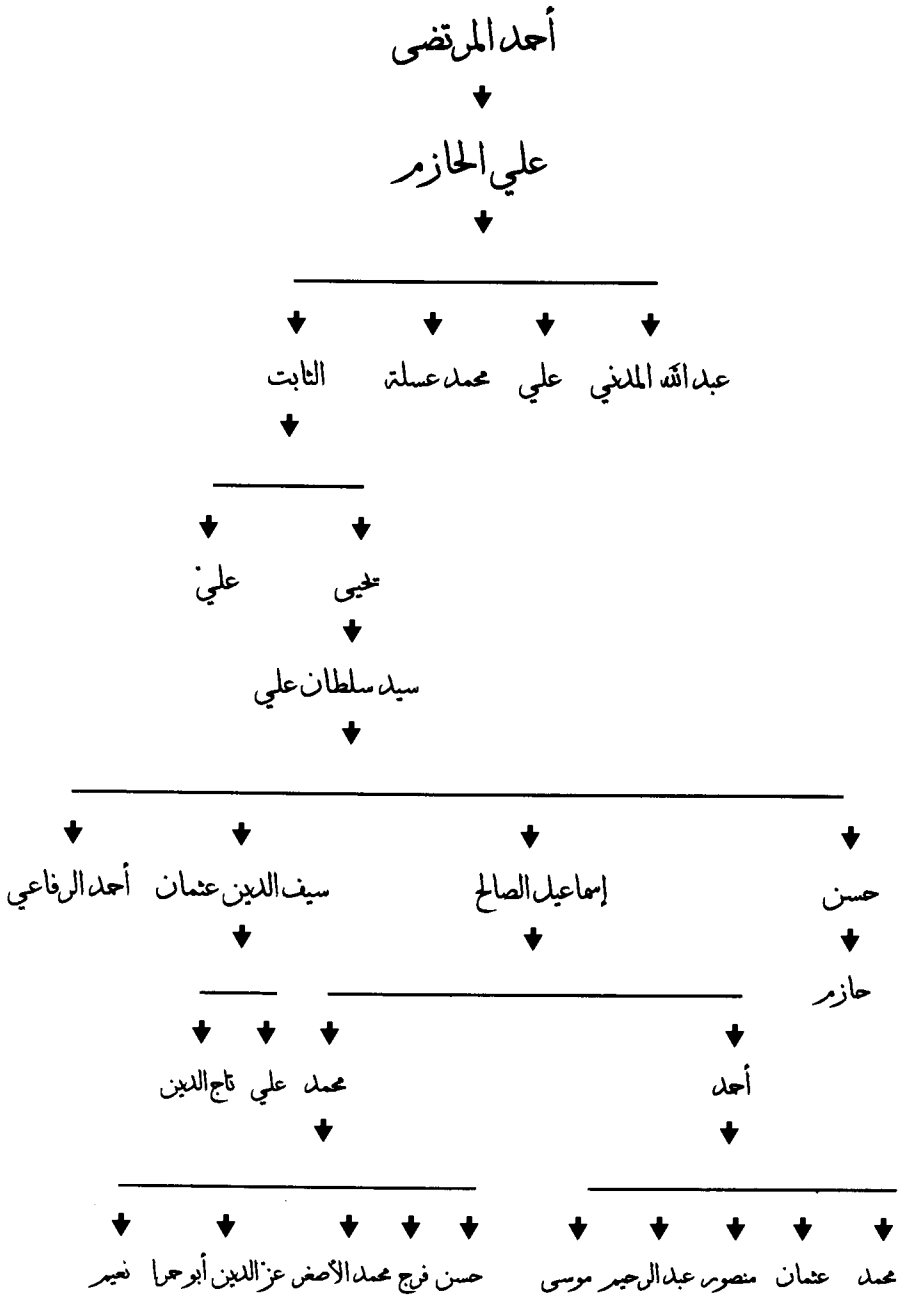 أحمد المرتضى
علي الحازم
عبد الله المدني علي محمد عسلة الثابت
يحيى علي
سيد سلطان علي
حسن إسماعيل الصالح سيف الدين عثمان أحمد الرفاعي
حازم
أحمد محمد علي تاج الدين
محمد عثمان منصور عبد الرحيم موسى حسن فرج محمد الأصغر عز الدين أبو حمرا نعيم